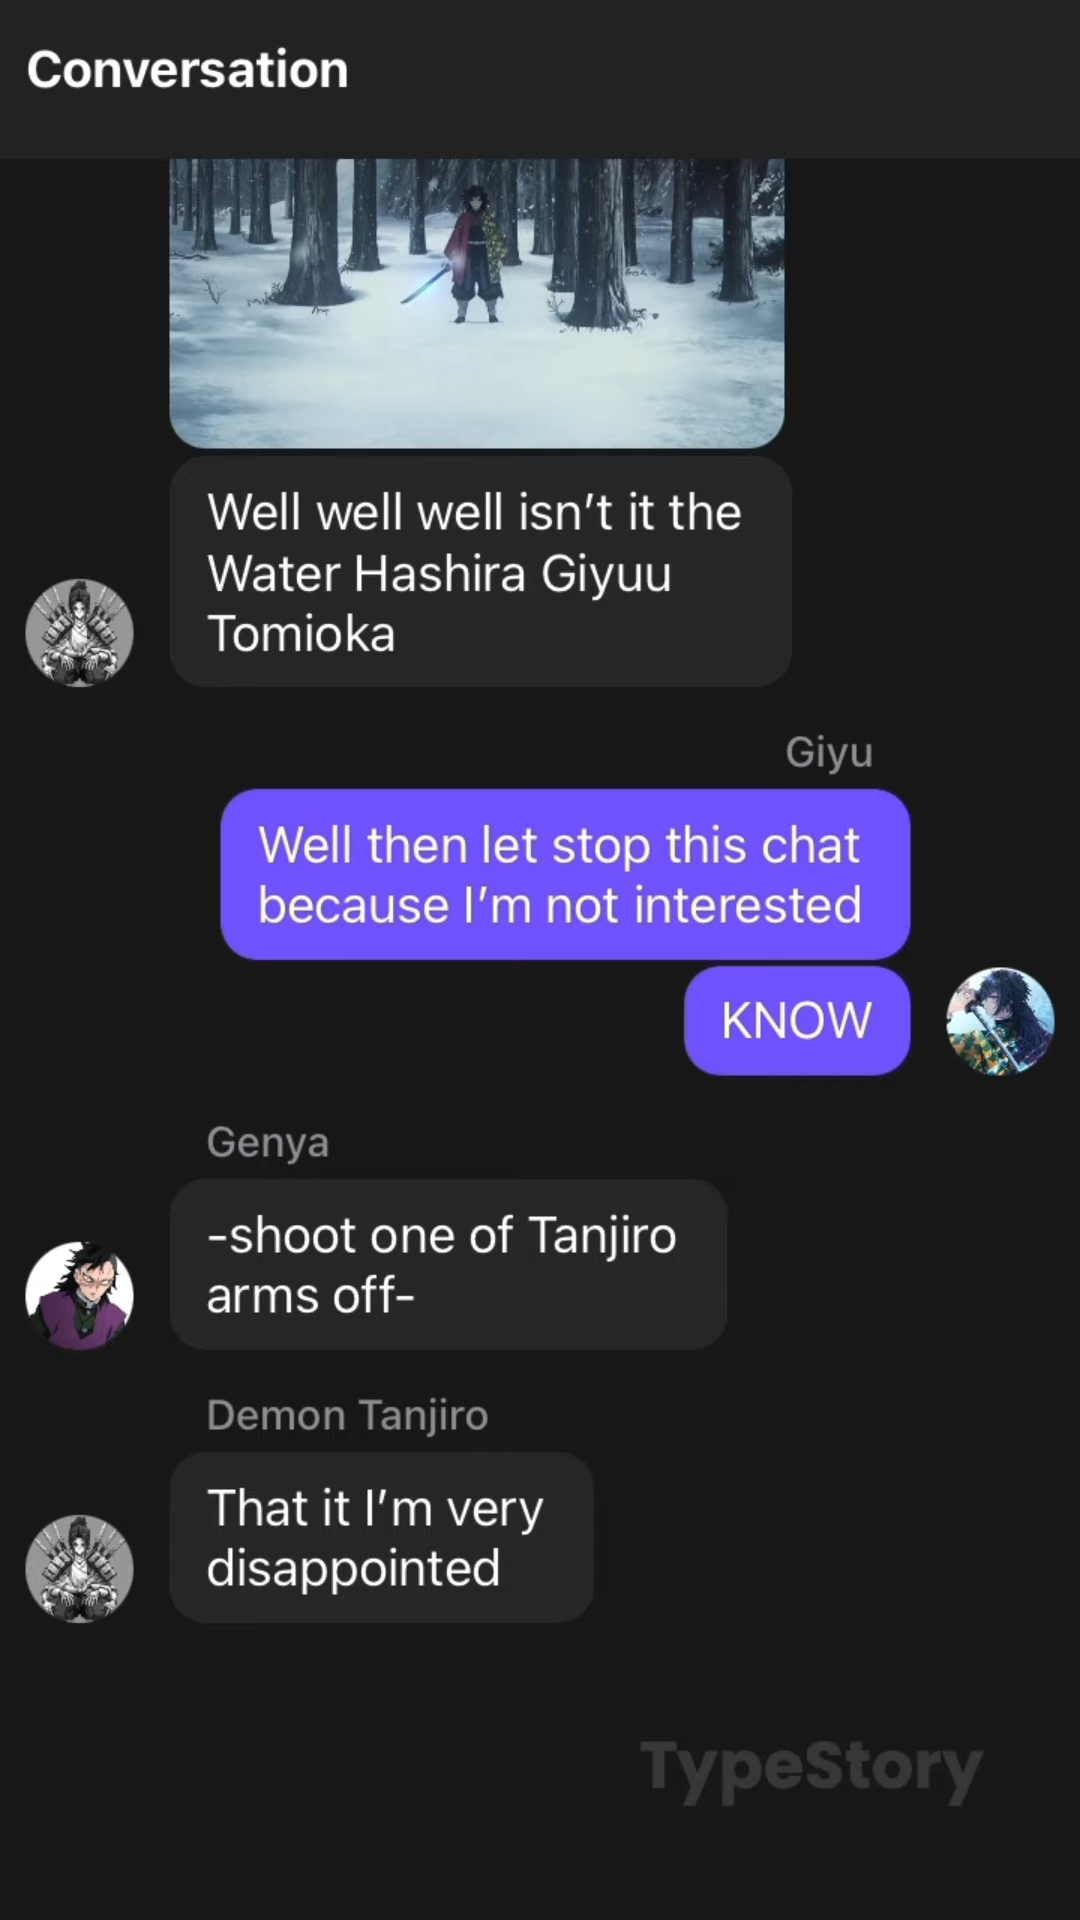 Conversation
Well well well isn’t it the
Water Hashira Giyuu
Tomioka
Giyu
Well then let stop this chat
because I’m not interested
KNOW
Genya
-shoot one of Tanjiro
arms off-
Demon Tanjiro
That it I’m very
disappointed
TypeStory